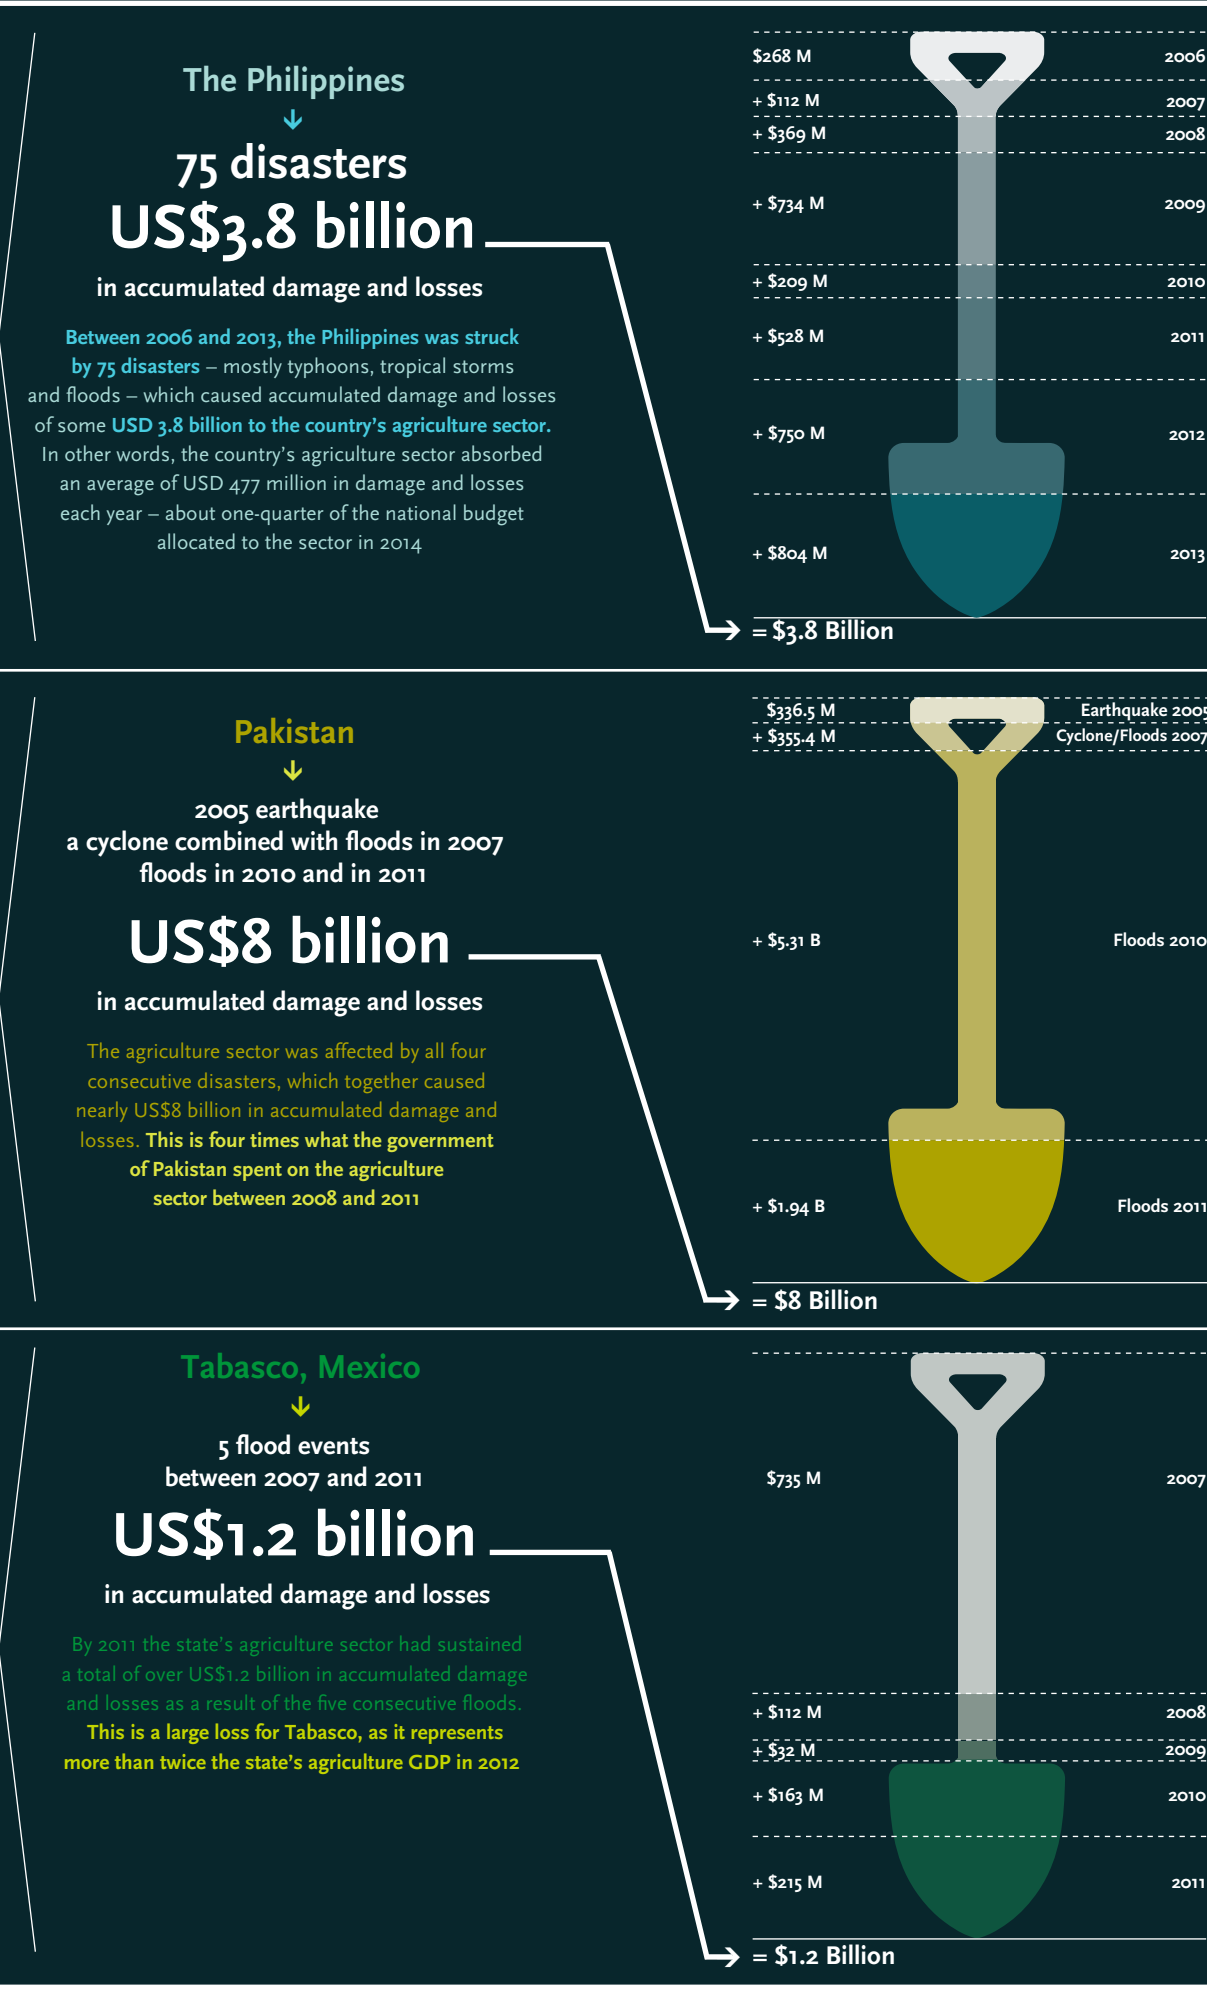 The Philippines
75 disasters
US$3.8 billion
in accumulated damage and losses
Between 2006 and 2013, the Philippines was struck
by 75 disasters – mostly typhoons, tropical storms
and floods – which caused accumulated damage and losses
of some USD 3.8 billion to the country's agriculture sector.
In other words, the country's agriculture sector absorbed
an average of USD 477 million in damage and losses
each year – about one-quarter of the national budget
allocated to the sector in 2014
$268 M 2006
+ $112 M 2007
+ $369 M 2008
+ $734 M 2009
+ $209 M 2010
+ $528 M 2011
+ $750 M 2012
+ $804 M 2013
= $3.8 Billion
Pakistan
2005 earthquake
a cyclone combined with floods in 2007
floods in 2010 and in 2011
US$8 billion
in accumulated damage and losses
The agriculture sector was affected by all four
consecutive disasters, which together caused
nearly US$8 billion in accumulated damage and
losses. This is four times what the government
of Pakistan spent on the agriculture
sector between 2008 and 2011
$336.5 M Earthquake 2005
+ $355.4 M Cyclone/Floods 2007
+ $5.31 B Floods 2010
+ $1.94 B Floods 2011
= $8 Billion
Tabasco, Mexico
5 flood events
between 2007 and 2011
US$1.2 billion
in accumulated damage and losses
By 2011 the state's agriculture sector had sustained
a total of over US$1.2 billion in accumulated damage
and losses as a result of the five consecutive floods.
This is a large loss for Tabasco, as it represents
more than twice the state's agriculture GDP in 2012
$735 M 2007
+ $112 M 2008
+ $32 M 2009
+ $163 M 2010
+ $215 M 2011
= $1.2 Billion